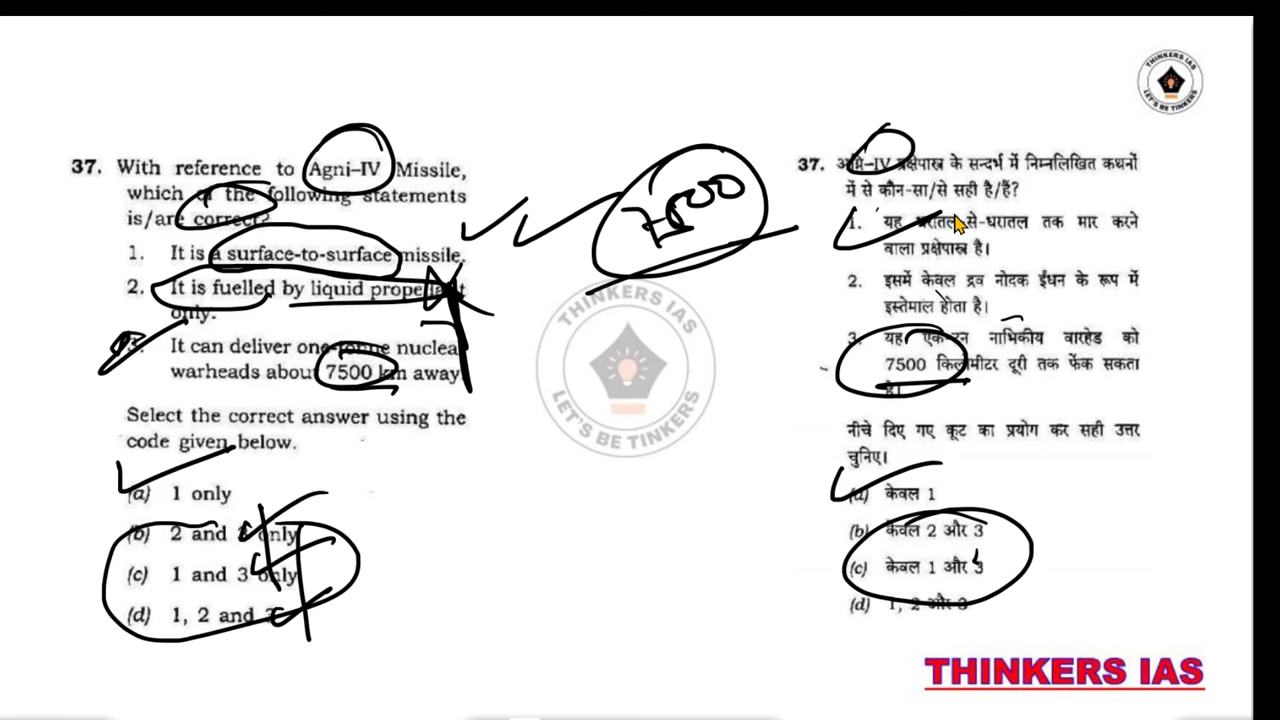 THINKERS IAS
LET'S BE TINKERS
37. With reference to Agni–IV Missile,
which of the following statements
is/are correct?
1. It is a surface-to-surface missile.
2. It is fuelled by liquid propellant
only.
3. It can deliver one-tonne nuclear
warheads about 7500 km away.
Select the correct answer using the
code given below.
(a) 1 only
(b) 2 and 3 only
(c) 1 and 3 only
(d) 1, 2 and 3
THINKERS IAS
LET'S BE TINKERS
37. अग्नि–IV प्रक्षेपास्त्र के सन्दर्भ में निम्नलिखित कथनों
में से कौन-सा/से सही है/हैं?
1. यह धरातल-से-धरातल तक मार करने
वाला प्रक्षेपास्त्र है।
2. इसमें केवल द्रव नोदक ईंधन के रूप में
इस्तेमाल होता है।
3. यह एक-टन नाभिकीय वारहेड को
7500 किलोमीटर दूरी तक फेंक सकता
है।
नीचे दिए गए कूट का प्रयोग कर सही उत्तर
चुनिए।
(a) केवल 1
(b) केवल 2 और 3
(c) केवल 1 और 3
(d) 1, 2 और 3
THINKERS IAS